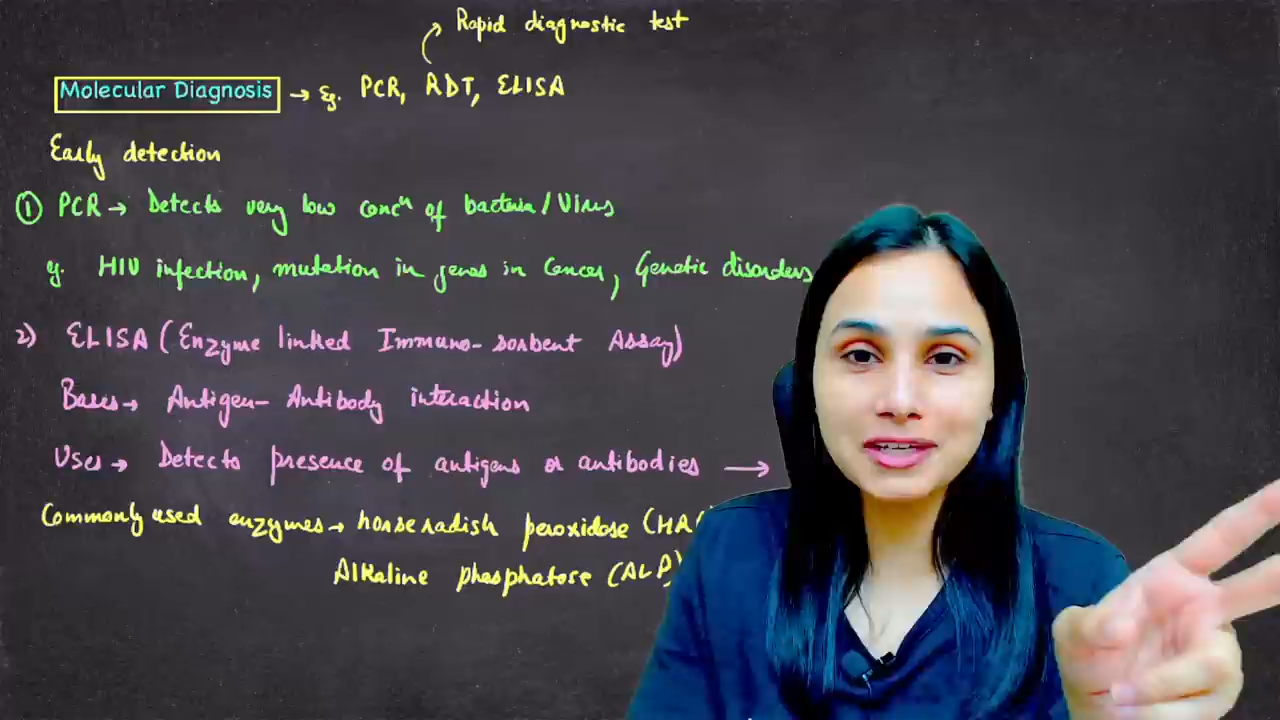 Rapid diagnostic test
Molecular Diagnosis → Eg. PCR, RDT, ELISA
Early detection
① PCR → Detects very low concⁿ of bacteria/Virus
eg. HIV infection, mutation in genes in Cancer, Genetic disorders
2) ELISA (Enzyme linked Immuno-sorbent Assay)
Bases → Antigen-Antibody interaction
Uses → Detects presence of antigens or antibodies →
Commonly used enzymes → horseradish peroxidase
Alkaline phosphatase (ALP)